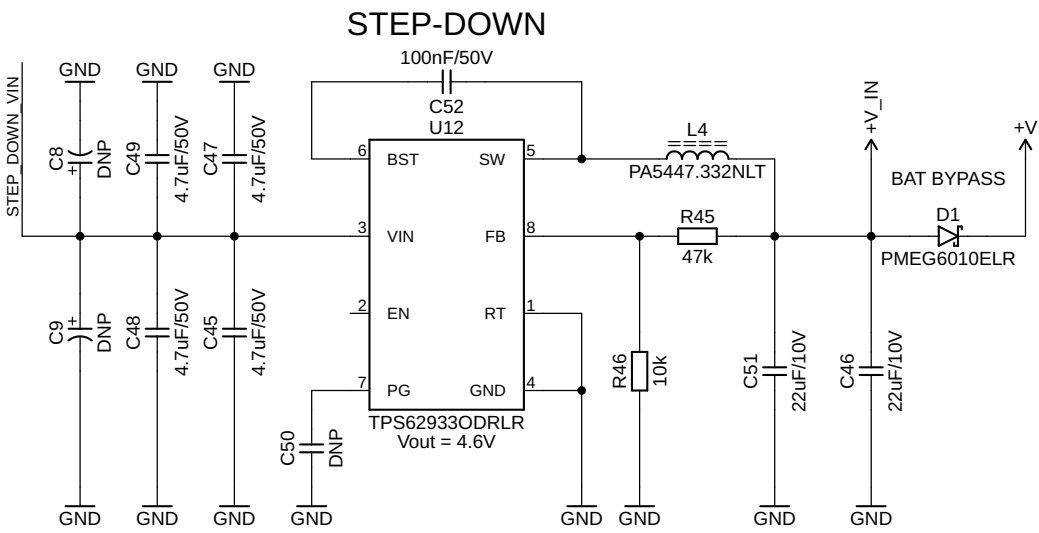 STEP-DOWN
100nF/50V
C52
U12
GND
GND
GND
STEP_DOWN_VIN
C8
DNP
+
C49
4.7uF/50V
C47
4.7uF/50V
6
BST
SW
5
L4
PA5447.332NLT
+V_IN
+V
BAT BYPASS
3
VIN
FB
8
R45
47k
D1
PMEG6010ELR
C9
DNP
+
C48
4.7uF/50V
C45
4.7uF/50V
2
EN
RT
1
R46
10k
C51
22uF/10V
C46
22uF/10V
7
PG
GND
4
TPS62933ODRLR
Vout = 4.6V
C50
DNP
GND
GND
GND
GND
GND
GND
GND
GND